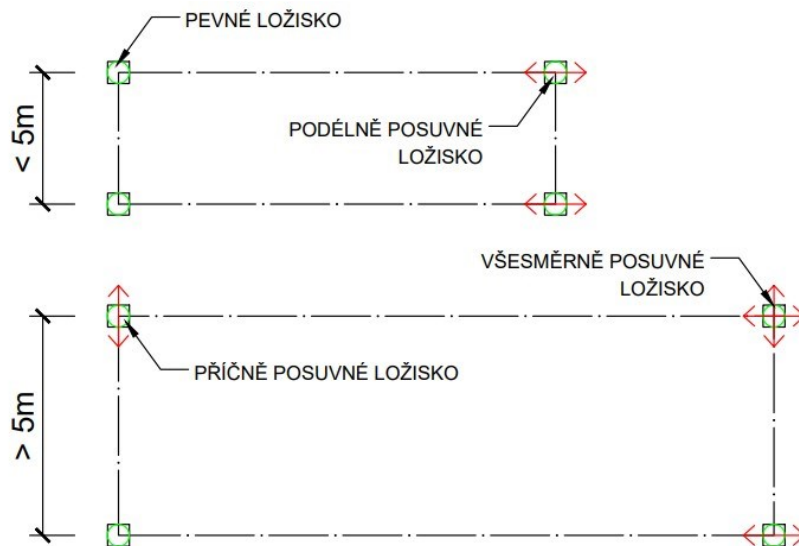 PEVNÉ LOŽISKO
PODÉLNĚ POSUVNÉ
LOŽISKO
< 5m
VŠESMĚRNĚ POSUVNÉ
LOŽISKO
PŘÍČNĚ POSUVNÉ LOŽISKO
> 5m